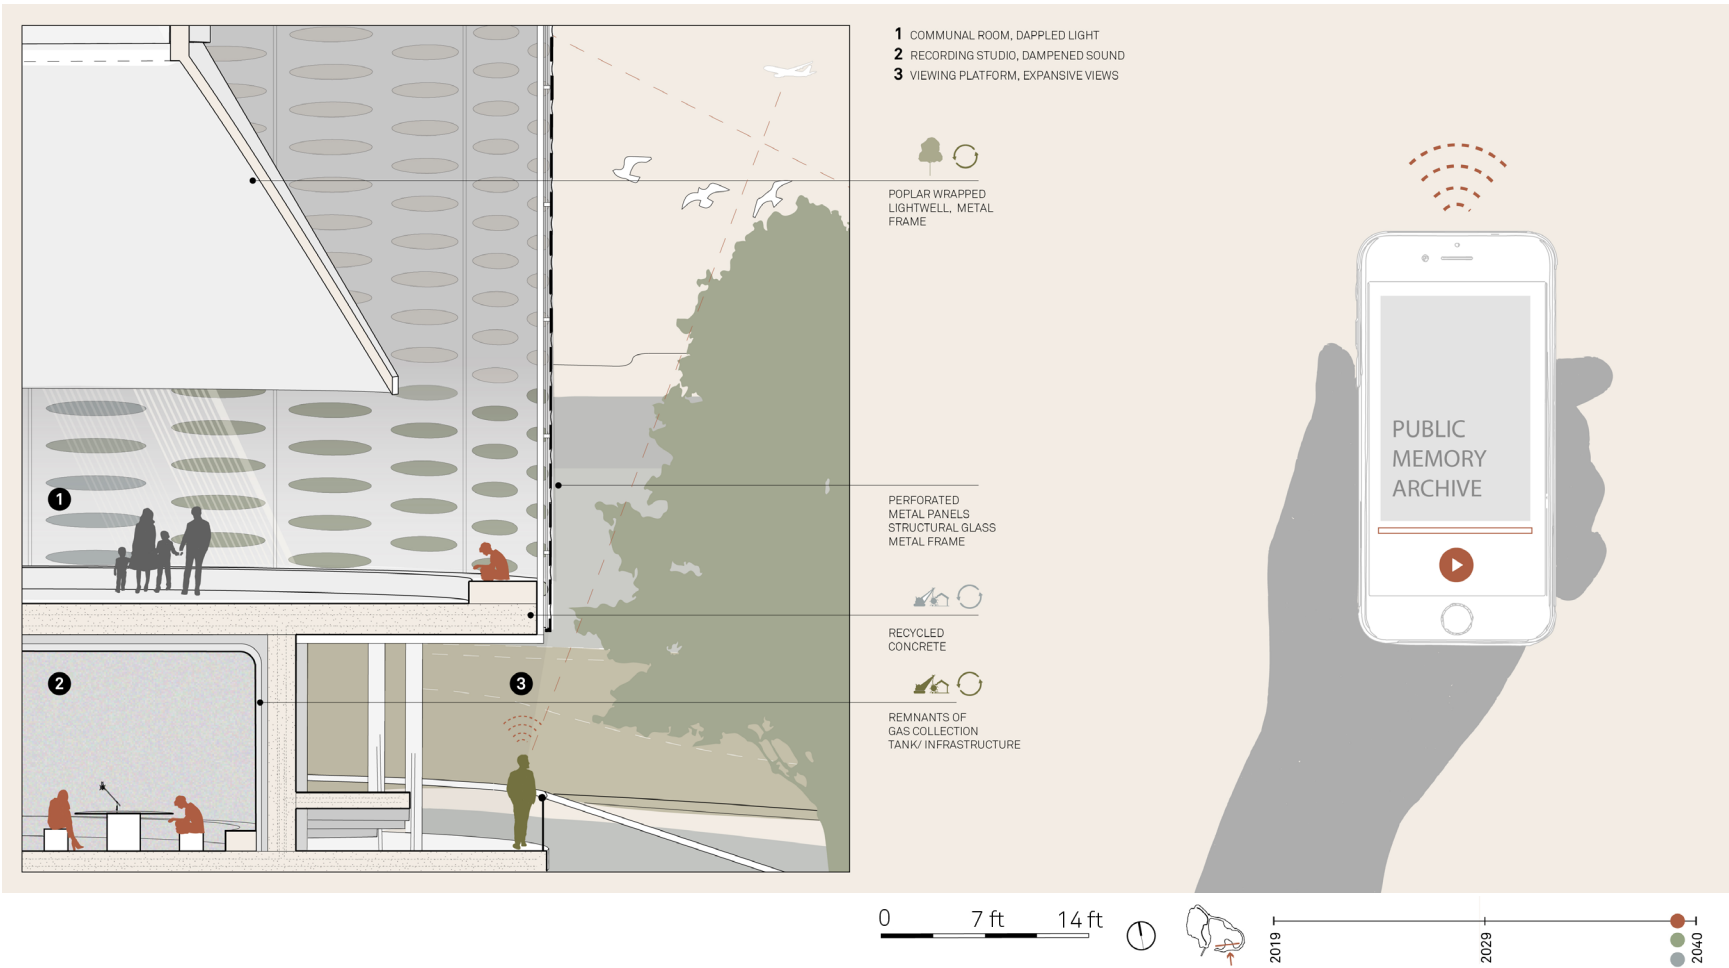 1 COMMUNAL ROOM, DAPPLED LIGHT
2 RECORDING STUDIO, DAMPENED SOUND
3 VIEWING PLATFORM, EXPANSIVE VIEWS
POPLAR WRAPPED
LIGHTWELL, METAL
FRAME
1
PERFORATED
METAL PANELS
STRUCTURAL GLASS
METAL FRAME
RECYCLED
CONCRETE
2
3
REMNANTS OF
GAS COLLECTION
TANK/ INFRASTRUCTURE
PUBLIC
MEMORY
ARCHIVE
0 7 ft 14 ft
2019
2029
2040